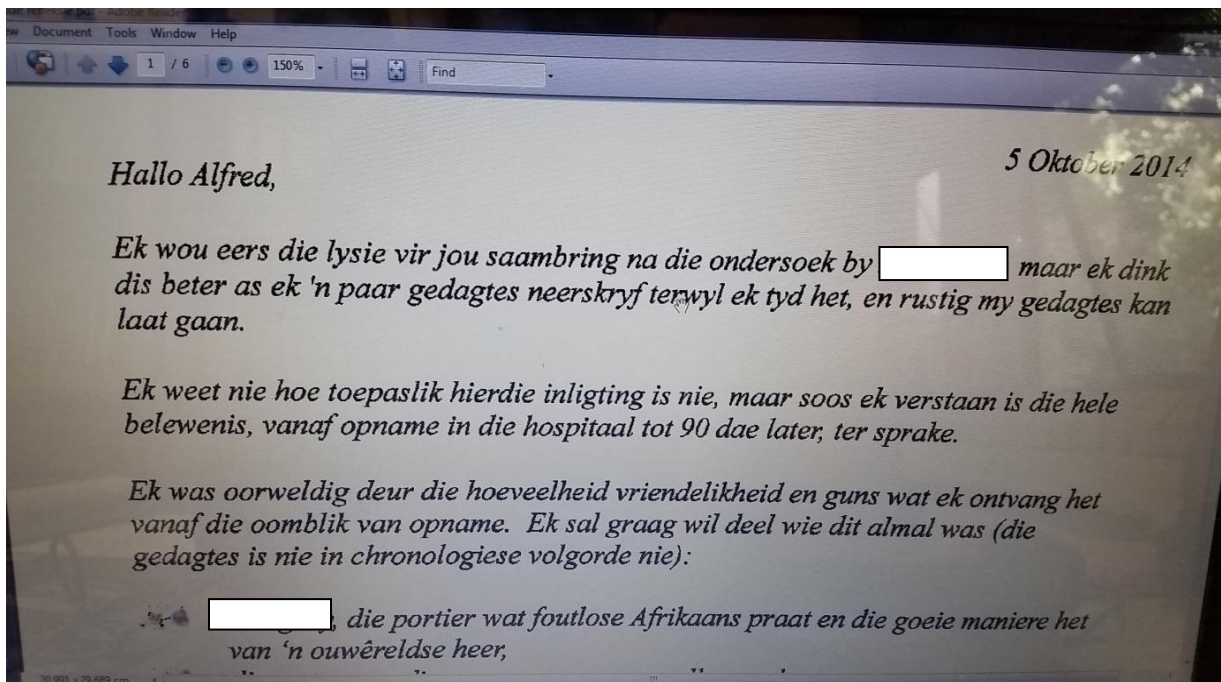 Document Tools Window Help
1 / 6 150% Find
5 Oktober 2014
Hallo Alfred,
Ek wou eers die lysie vir jou saambring na die ondersoek by maar ek dink
dis beter as ek 'n paar gedagtes neerskryf terwyl ek tyd het, en rustig my gedagtes kan
laat gaan.
Ek weet nie hoe toepaslik hierdie inligting is nie, maar soos ek verstaan is die hele
belewenis, vanaf opname in die hospitaal tot 90 dae later, ter sprake.
Ek was oorweldig deur die hoeveelheid vriendelikheid en guns wat ek ontvang het
vanaf die oomblik van opname. Ek sal graag wil deel wie dit almal was (die
gedagtes is nie in chronologiese volgorde nie):
, die portier wat foutlose Afrikaans praat en die goeie maniere het
van 'n ouwêreldse heer,